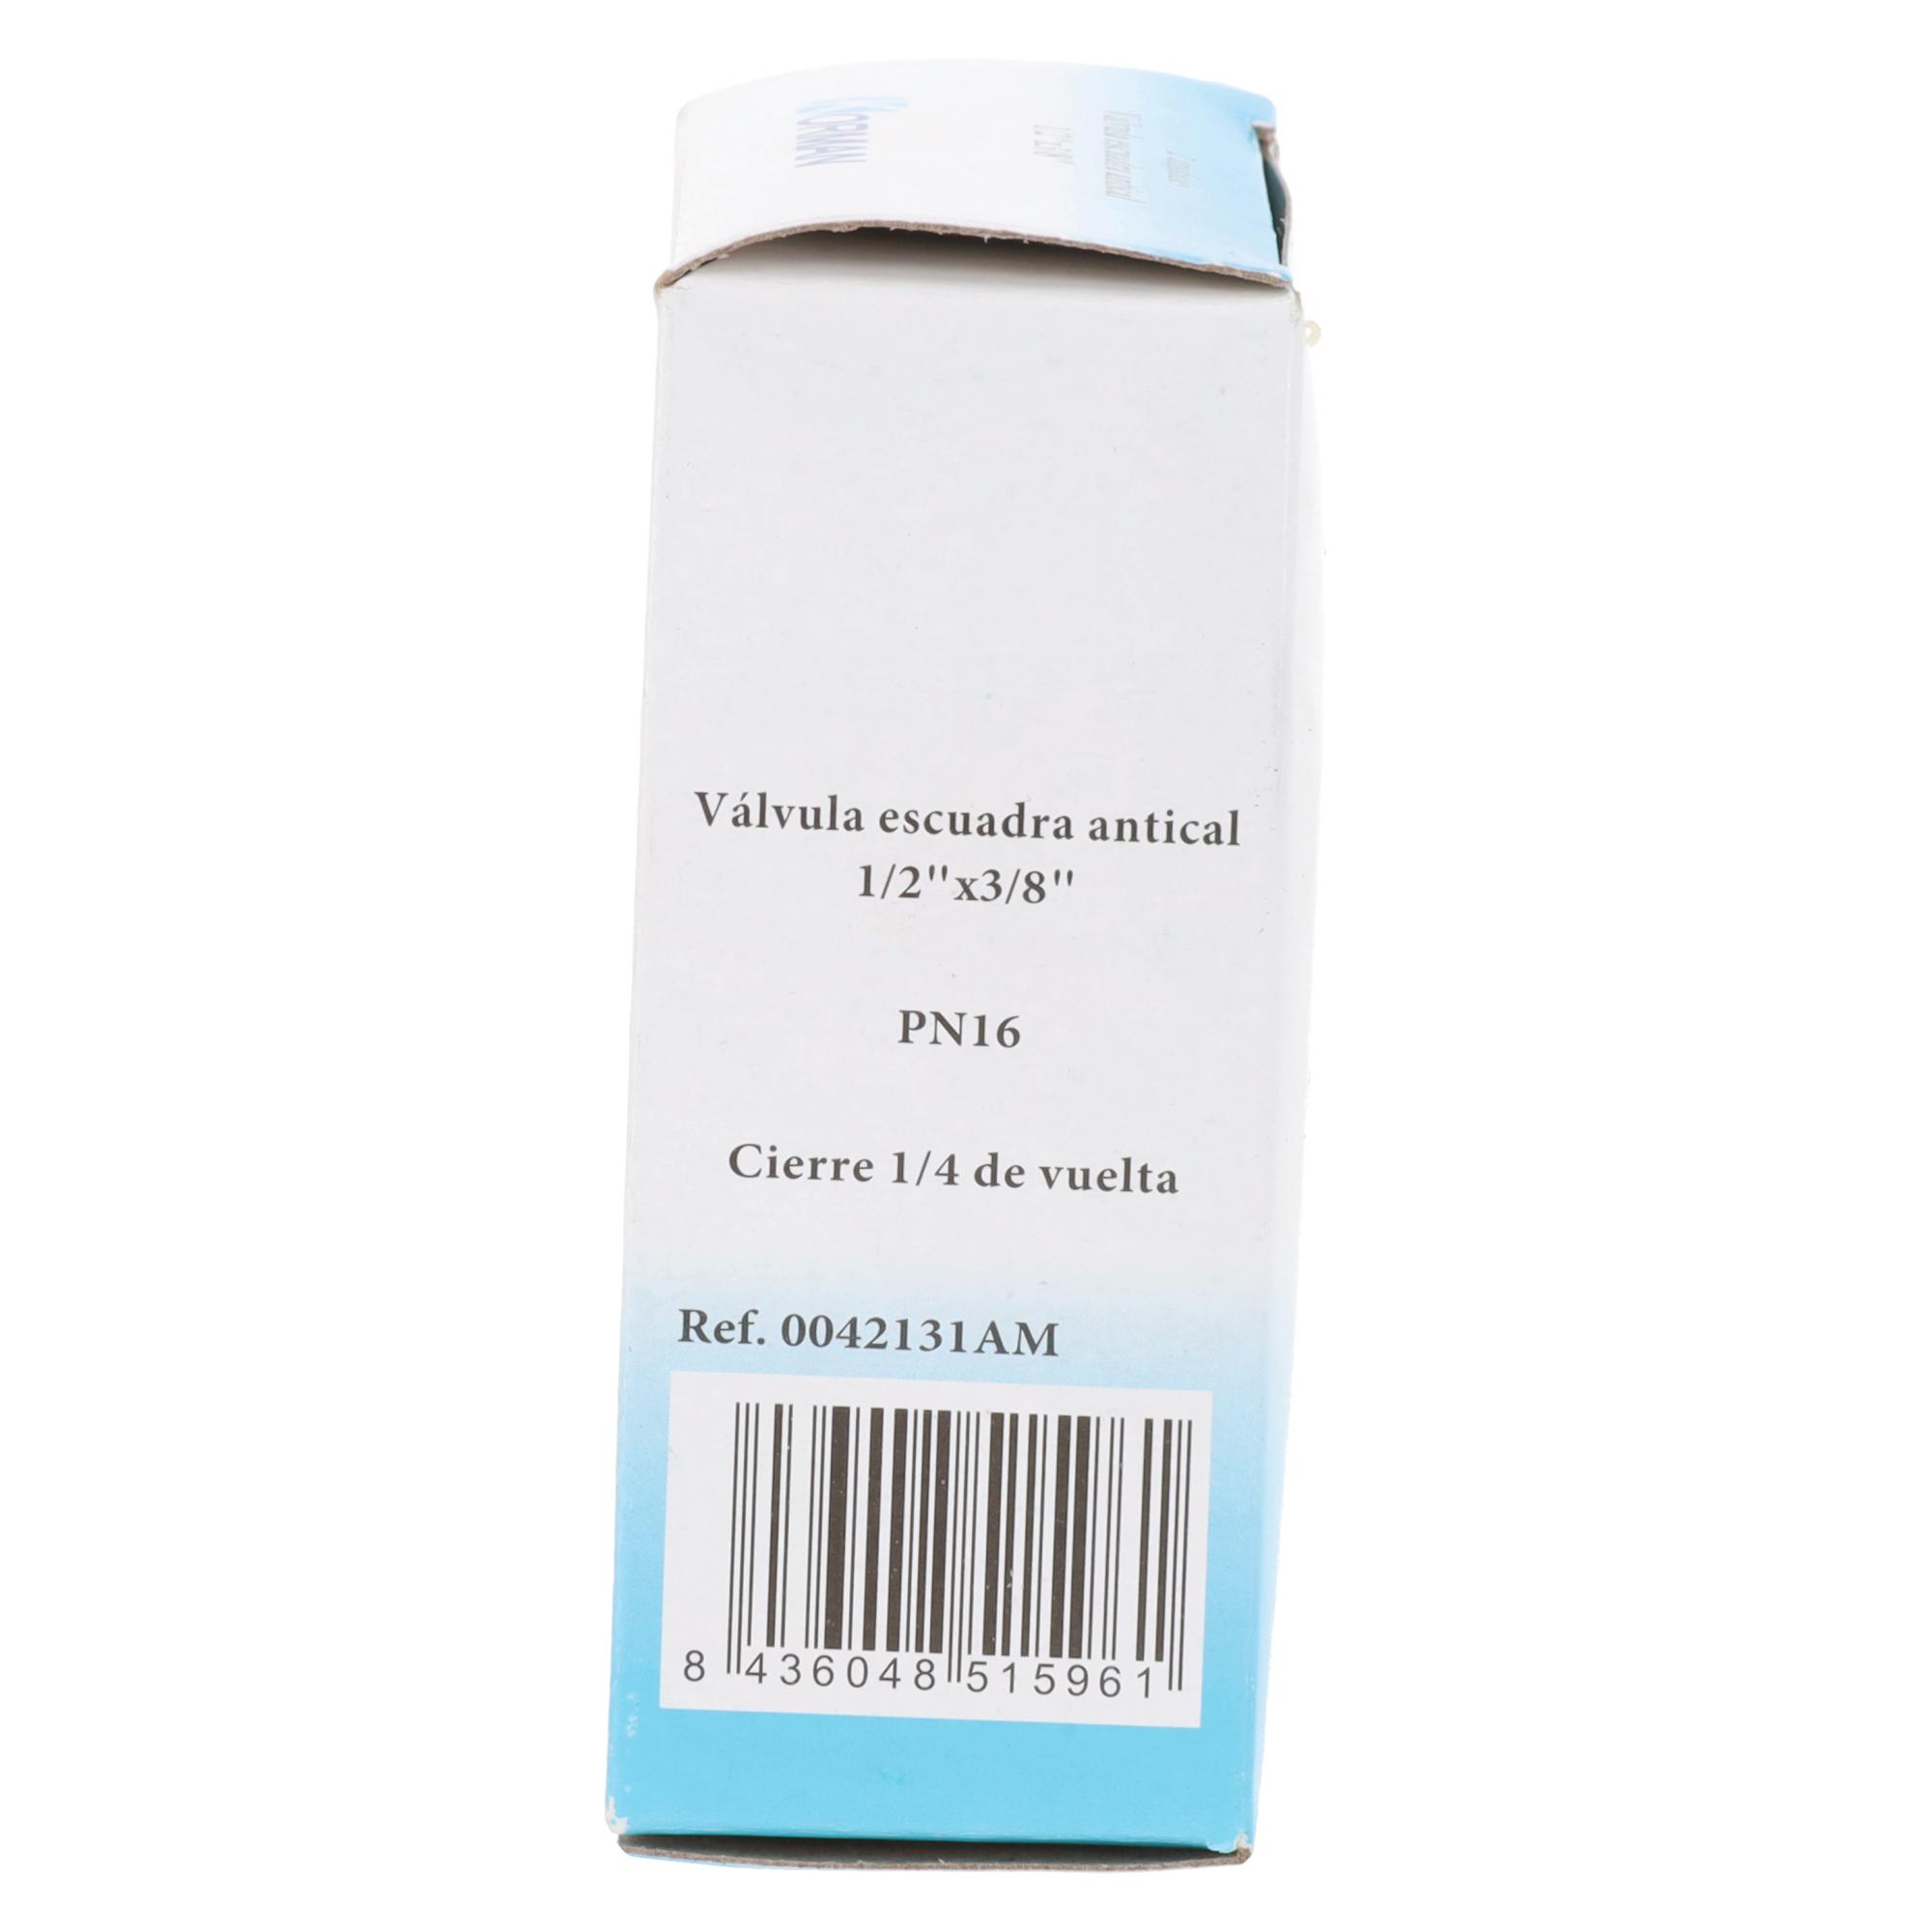 Válvula escuadra antical
1/2"x3/8"
PN16
Cierre 1/4 de vuelta
Ref. 0042131AM
8 436048 515961